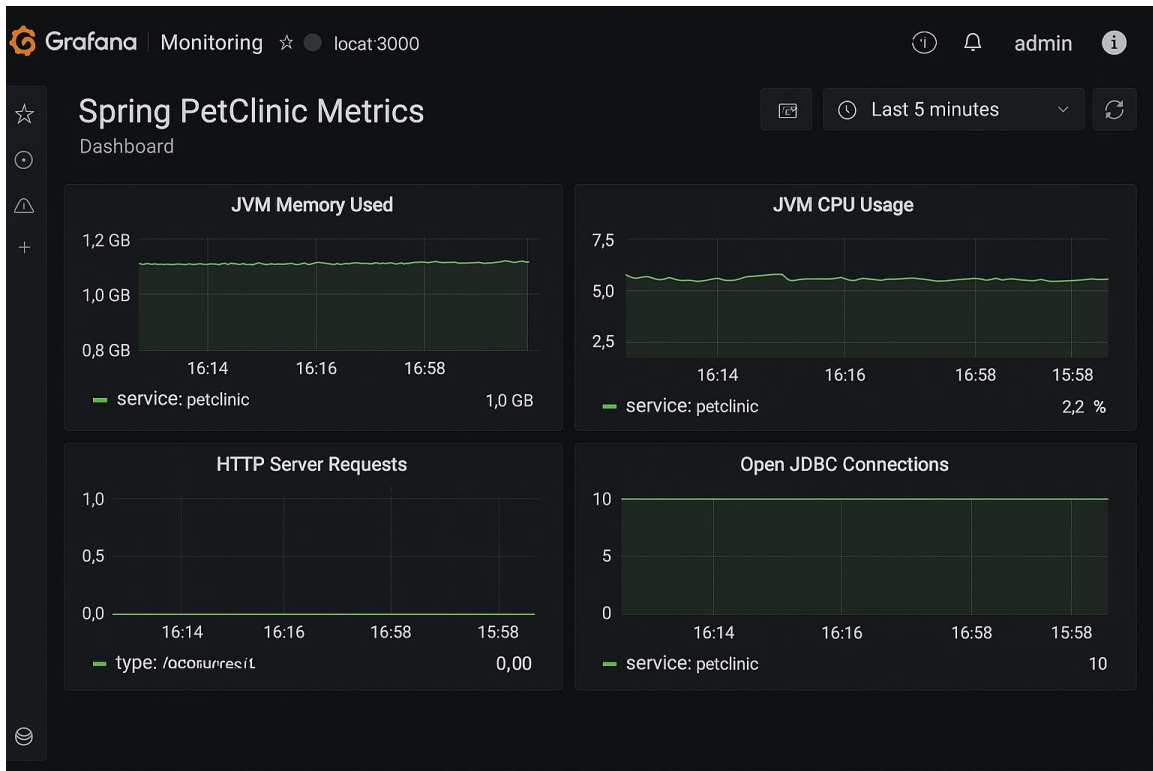 Grafana Monitoring locat:3000 admin
Spring PetClinic Metrics
Last 5 minutes
Dashboard
JVM Memory Used
1,2 GB
1,0 GB
0,8 GB
16:14 16:16 16:58
service: petclinic 1,0 GB
JVM CPU Usage
7,5
5,0
2,5
16:14 16:16 16:58 15:58
service: petclinic 2,2 %
HTTP Server Requests
1,0
0,5
0,0
16:14 16:16 16:58 15:58
type: 0,00
Open JDBC Connections
10
5
0
16:14 16:16 16:58 15:58
service: petclinic 10